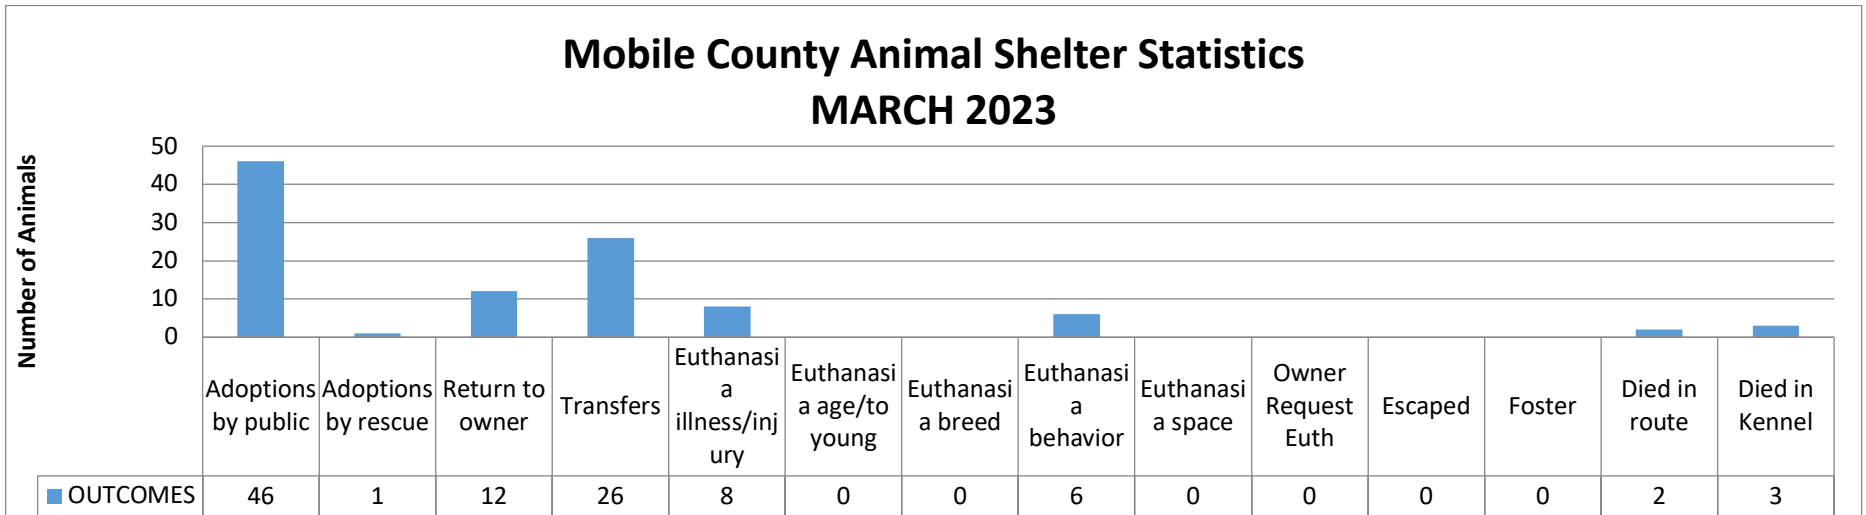 Mobile County Animal Shelter Statistics
MARCH 2023
Number of Animals
50
40
30
20
10
0
Adoptions
by public
Adoptions
by rescue
Return to
owner
Transfers
Euthanasi
a
illness/inj
ury
Euthanasi
a age/to
young
Euthanasi
a breed
Euthanasi
a
behavior
Euthanasi
a space
Owner
Request
Euth
Escaped
Foster
Died in
route
Died in
Kennel
OUTCOMES 46 1 12 26 8 0 0 6 0 0 0 0 2 3